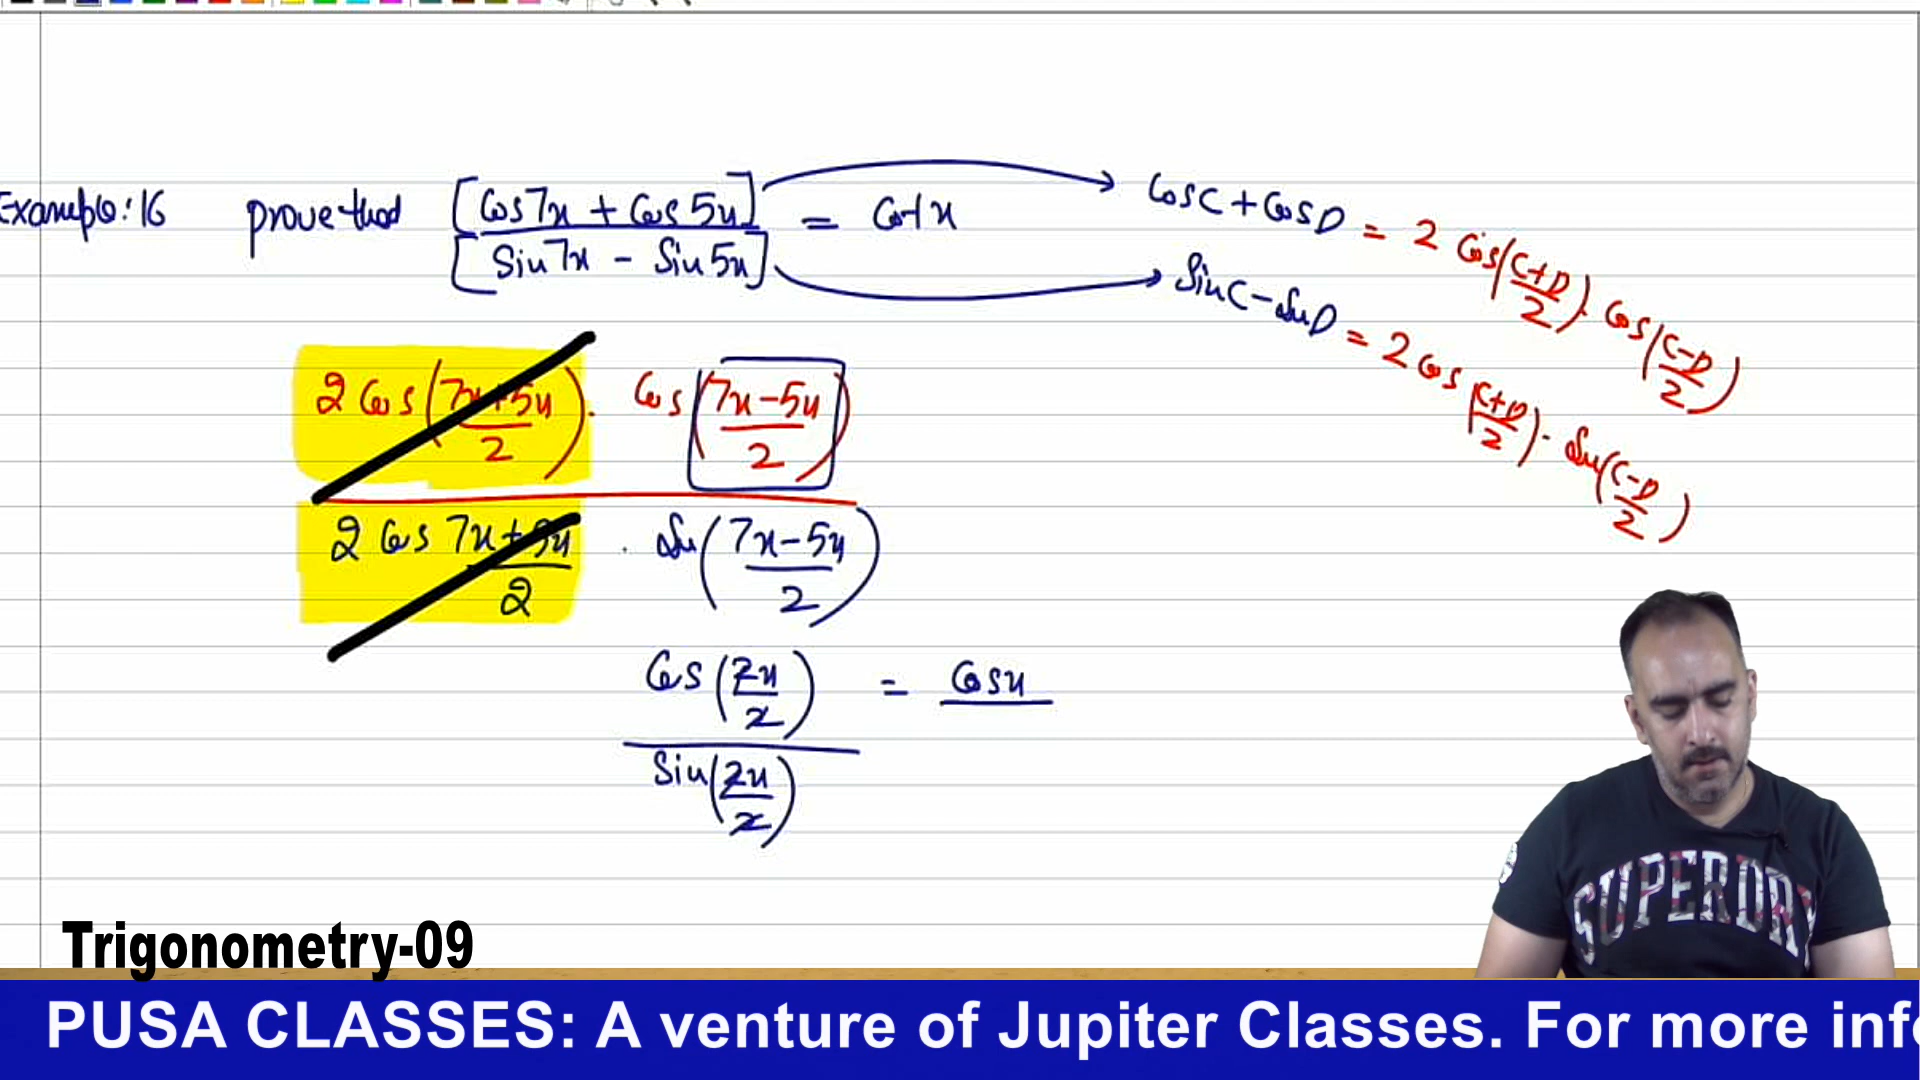 Example: 16 prove that [Cos 7x + Cos 5x] / [Sin 7x - Sin 5x] = Cot x
Cos C + Cos D = 2 Cos((C+D)/2) . Cos((C-D)/2)
Sin C - Sin D = 2 Cos((C+D)/2) . Sin((C-D)/2)
2 Cos((7x+5x)/2) . Cos((7x-5x)/2)
2 Cos (7x+5x)/2 . Sin((7x-5x)/2)
Cos(2x/2) = Cos x
Sin(2x/2)
SUPERDRY
Trigonometry-09
PUSA CLASSES: A venture of Jupiter Classes. For more inf